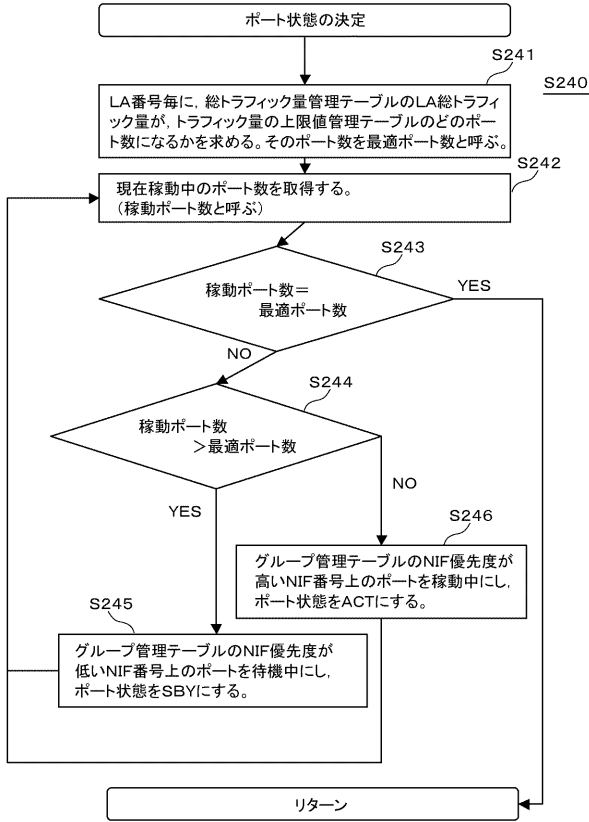 ポート状態の決定
S241
S240
LA番号毎に，総トラフィック量管理テーブルのLA総トラフィ
ック量が，トラフィック量の上限値管理テーブルのどのポー
ト数になるかを求める。そのポート数を最適ポート数と呼ぶ。
S242
現在稼動中のポート数を取得する。
（稼動ポート数と呼ぶ）
S243
稼動ポート数＝
最適ポート数
YES
NO
S244
稼動ポート数
＞最適ポート数
NO
YES
S246
グループ管理テーブルのNIF優先度が
高いNIF番号上のポートを稼動中にし，
ポート状態をACTにする。
S245
グループ管理テーブルのNIF優先度が
低いNIF番号上のポートを待機中にし，
ポート状態をSBYにする。
リターン